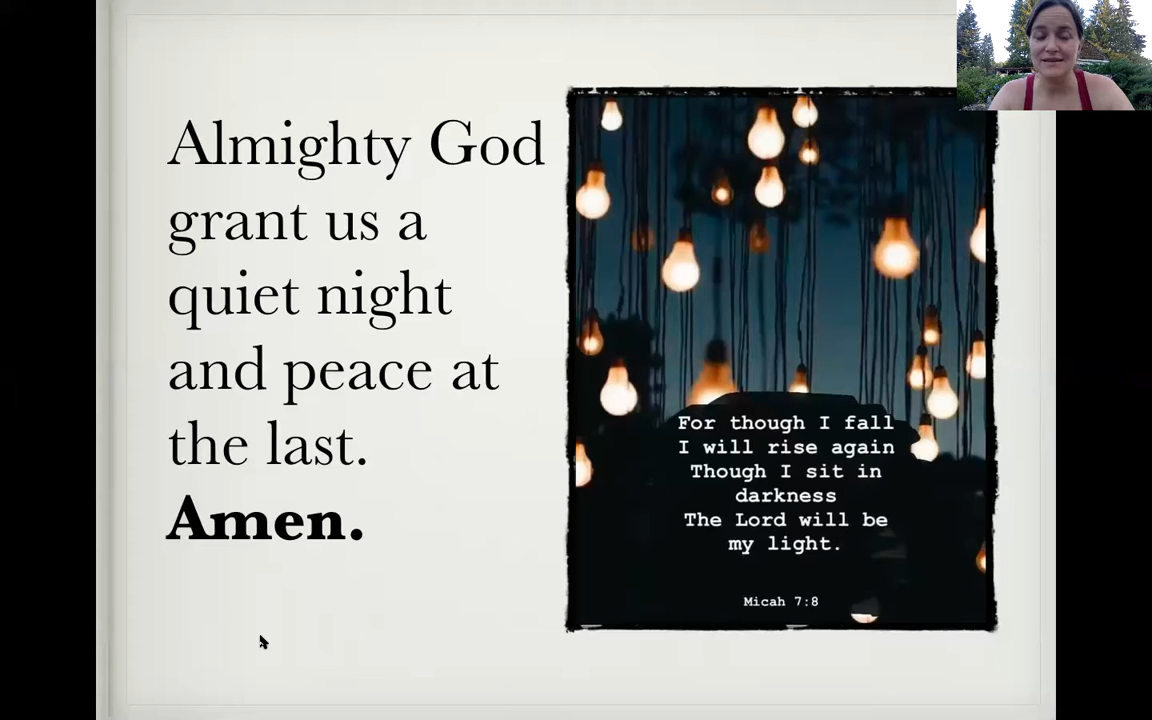 Almighty God
grant us a
quiet night
and peace at
the last.
Amen.
For though I fall
I will rise again
Though I sit in
darkness
The Lord will be
my light.
Micah 7:8